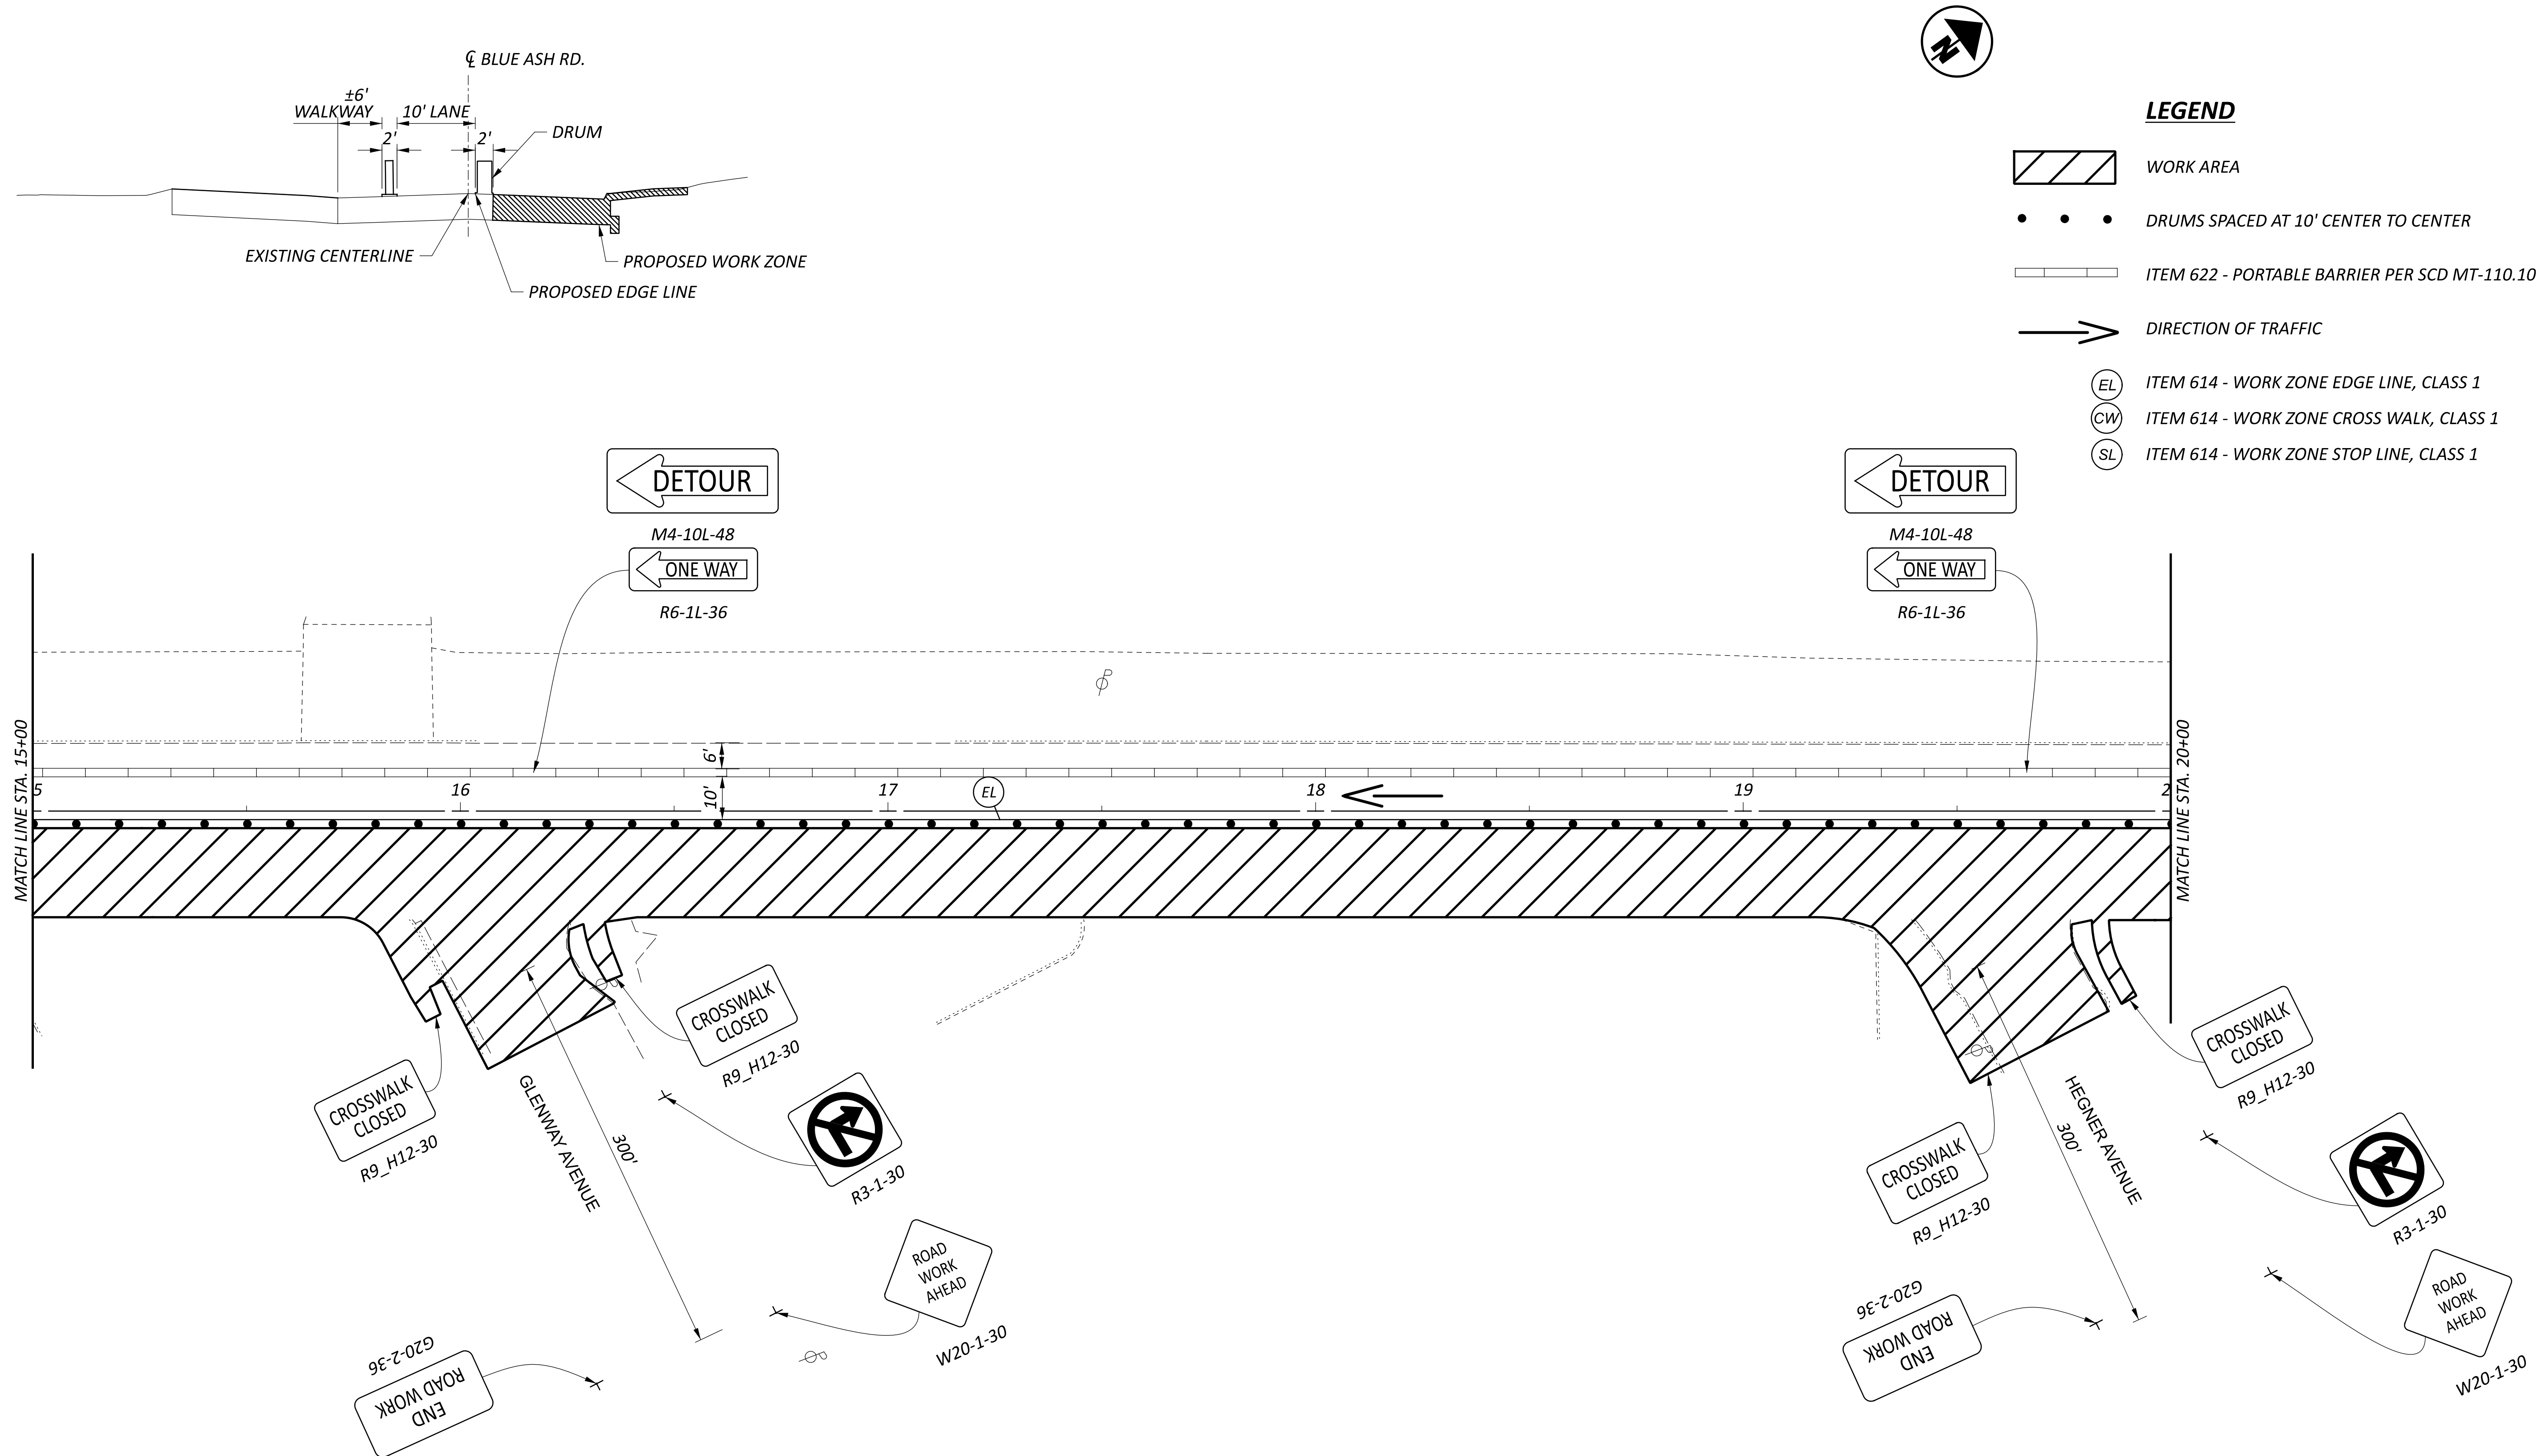 ℄ BLUE ASH RD.
±6'
WALKWAY
10' LANE
2'
2'
DRUM
EXISTING CENTERLINE
PROPOSED WORK ZONE
PROPOSED EDGE LINE
N
LEGEND
WORK AREA
DRUMS SPACED AT 10' CENTER TO CENTER
ITEM 622 - PORTABLE BARRIER PER SCD MT-110.10
DIRECTION OF TRAFFIC
EL ITEM 614 - WORK ZONE EDGE LINE, CLASS 1
CW ITEM 614 - WORK ZONE CROSS WALK, CLASS 1
SL ITEM 614 - WORK ZONE STOP LINE, CLASS 1
DETOUR
M4-10L-48
ONE WAY
R6-1L-36
DETOUR
M4-10L-48
ONE WAY
R6-1L-36
MATCH LINE STA. 15+00
MATCH LINE STA. 20+00
6'
10'
5
16
17
EL
18
19
2
CROSSWALK
CLOSED
R9_H12-30
CROSSWALK
CLOSED
R9_H12-30
GLENWAY AVENUE
300'
R3-1-30
ROAD
WORK
AHEAD
W20-1-30
G20-2-36
END
ROAD WORK
CROSSWALK
CLOSED
R9_H12-30
CROSSWALK
CLOSED
R9_H12-30
HEGNER AVENUE
300'
R3-1-30
ROAD
WORK
AHEAD
W20-1-30
G20-2-36
END
ROAD WORK